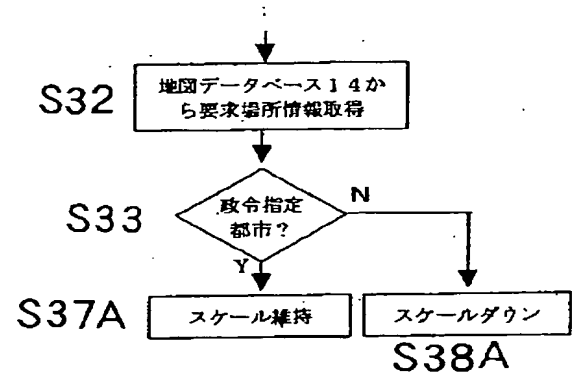 S32
地図データベース14か
ら要求場所情報取得
S33
政令指定
都市?
N
Y
S37A
スケール維持
スケールダウン
S38A